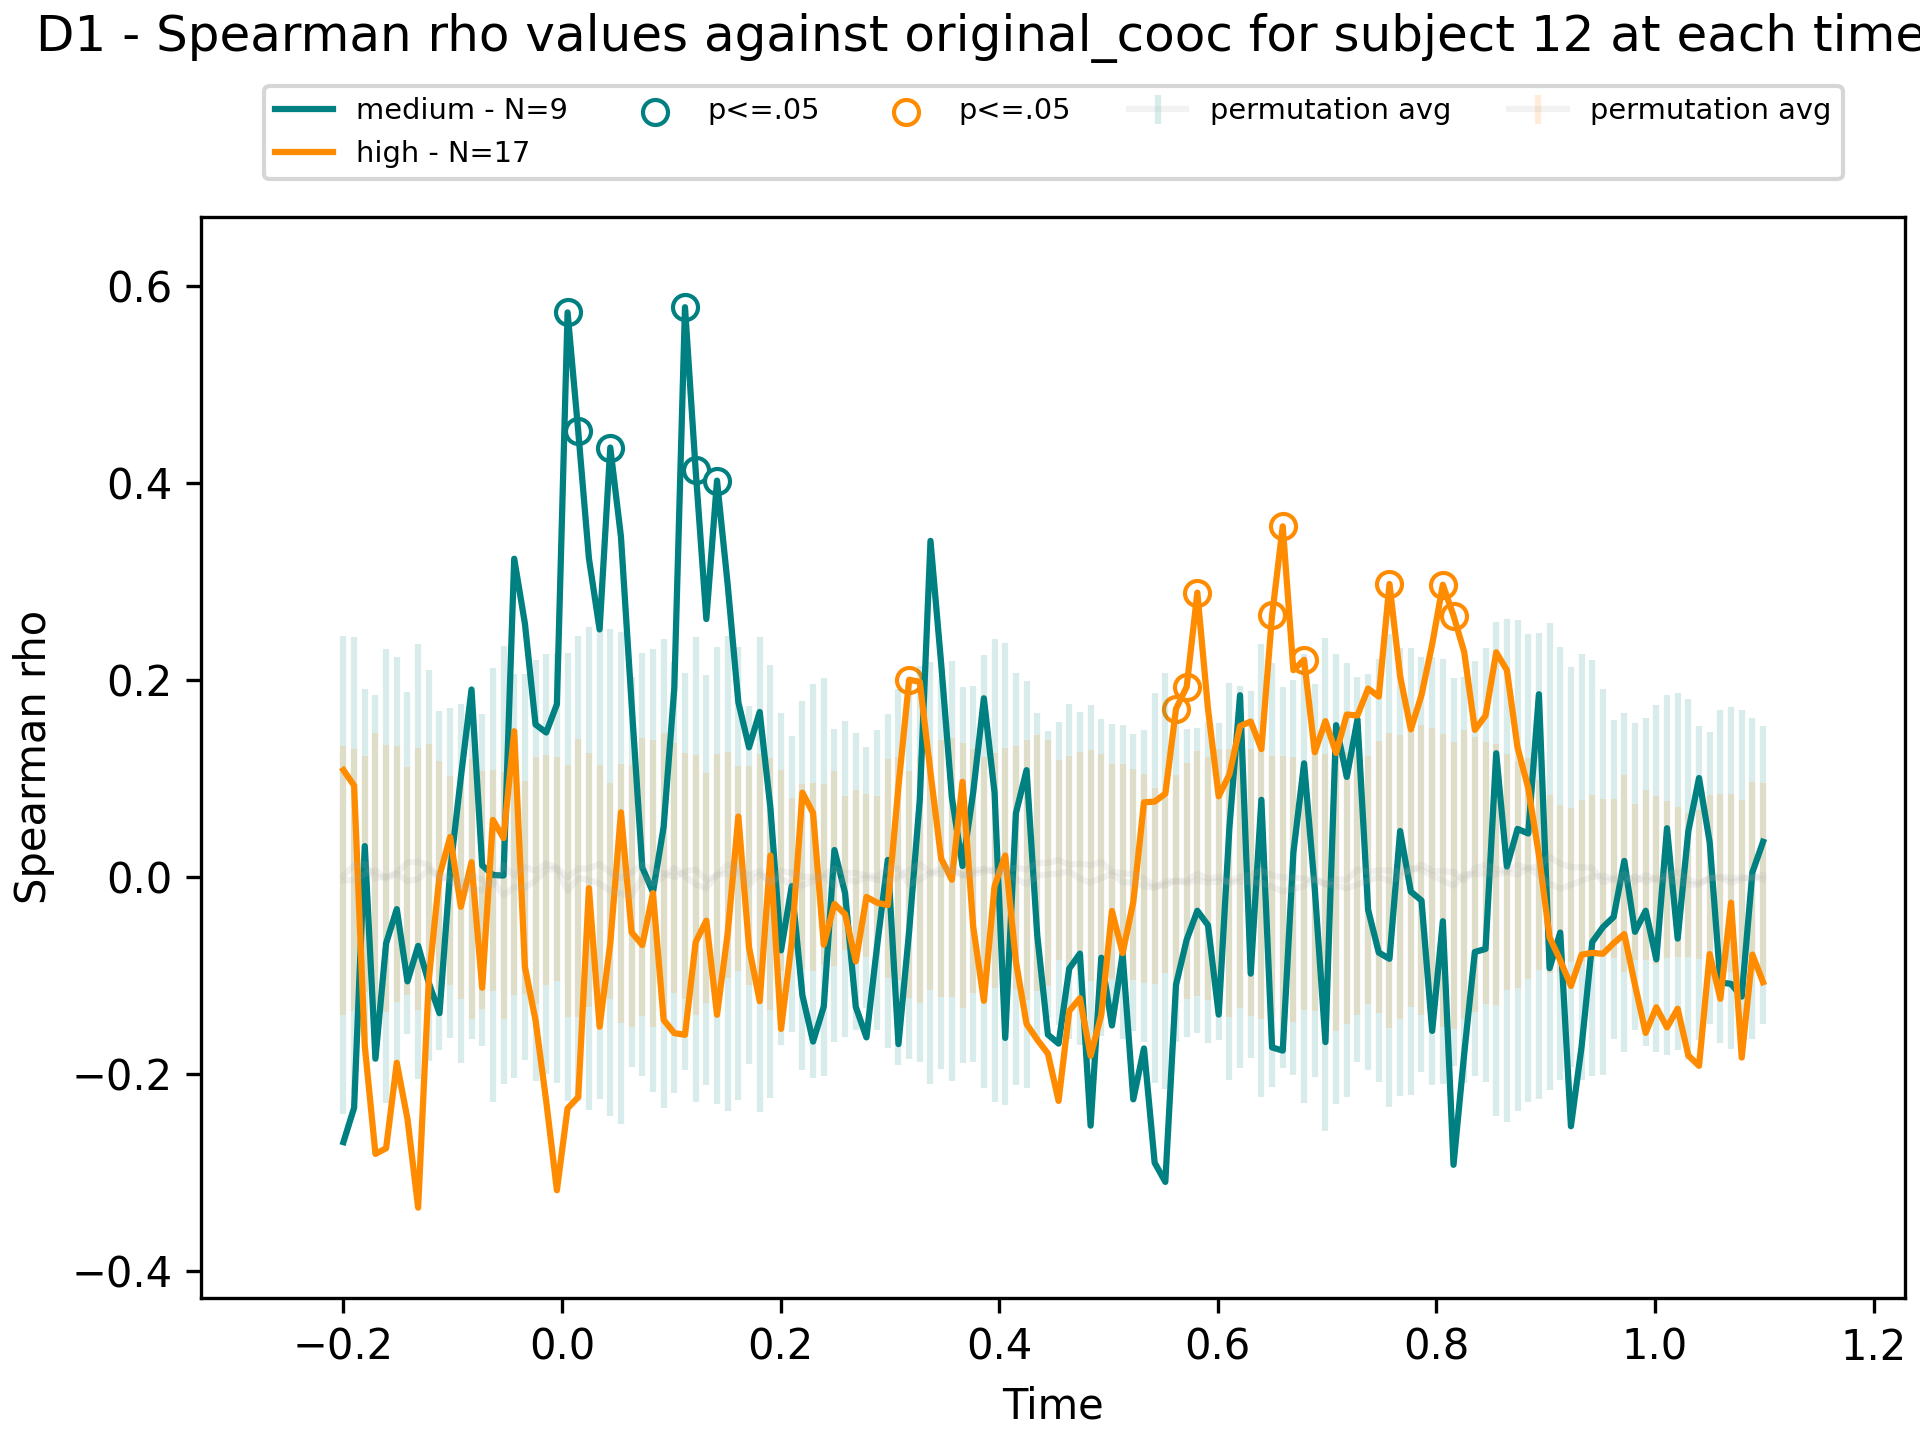 D1 - Spearman rho values against original_cooc for subject 12 at each time
medium - N=9
high - N=17
p<=.05
p<=.05
permutation avg
permutation avg
Spearman rho
0.6
0.4
0.2
0.0
−0.2
−0.4
−0.2 0.0 0.2 0.4 0.6 0.8 1.0 1.2
Time